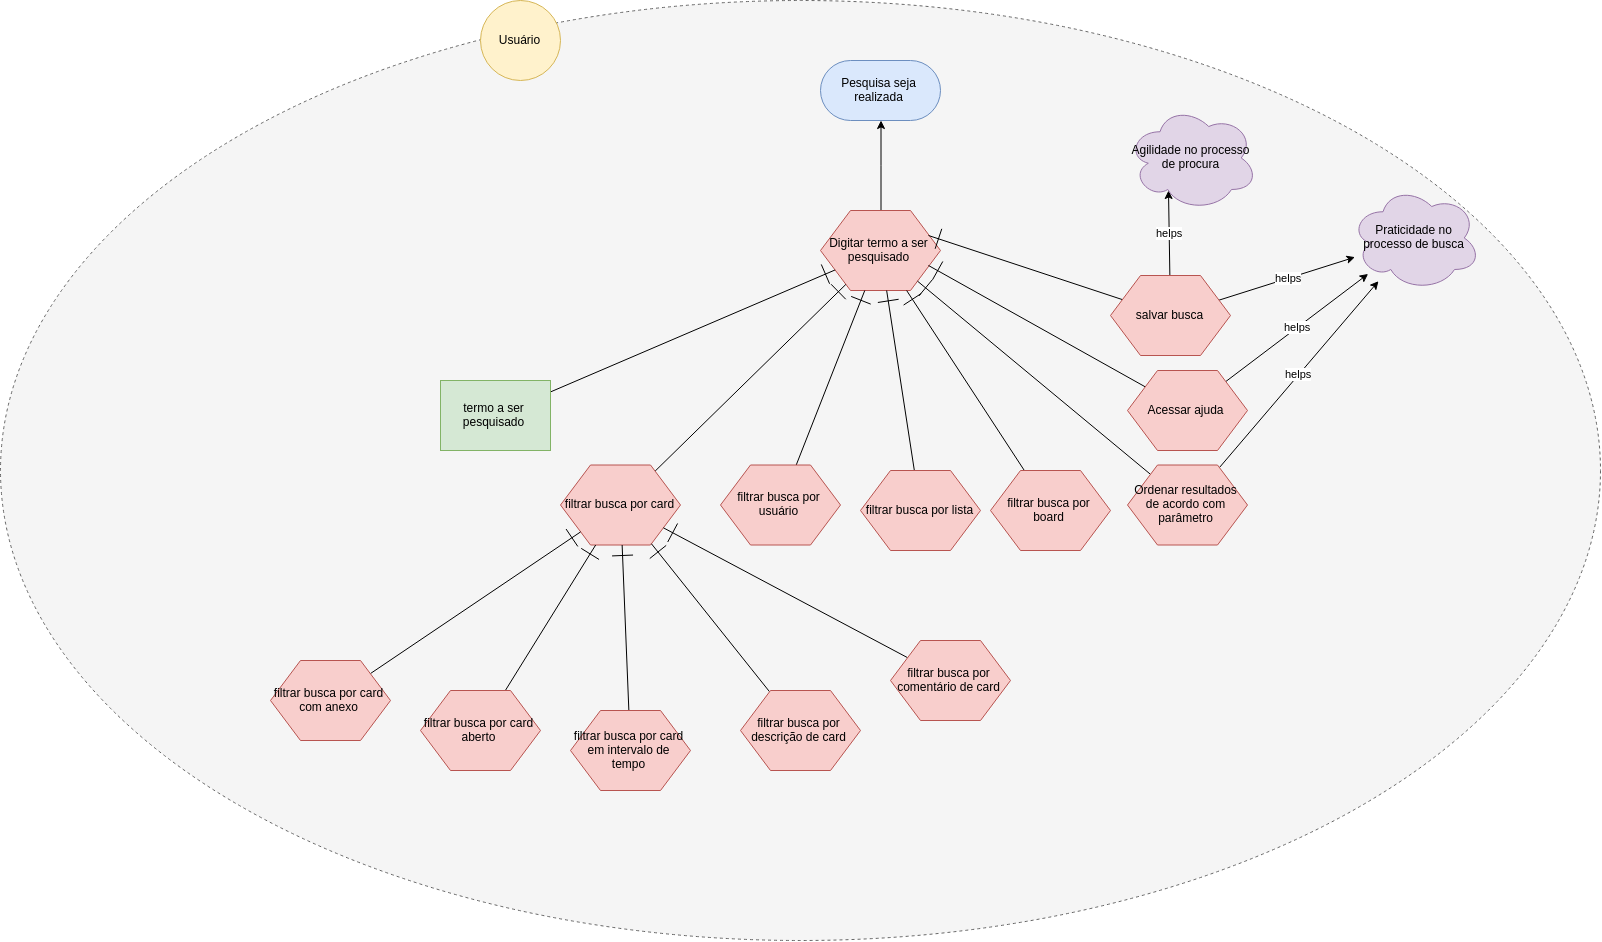 Usuário
Pesquisa seja
realizada
Agilidade no processo
de procura
Praticidade no
processo de busca
helps
Digitar termo a ser
pesquisado
helps
salvar busca
helps
helps
termo a ser
pesquisado
Acessar ajuda
filtrar busca por card
filtrar busca por
usuário
filtrar busca por lista
filtrar busca por
board
Ordenar resultados
de acordo com
parâmetro
filtrar busca por card
com anexo
filtrar busca por card
aberto
filtrar busca por card
em intervalo de
tempo
filtrar busca por
descrição de card
filtrar busca por
comentário de card